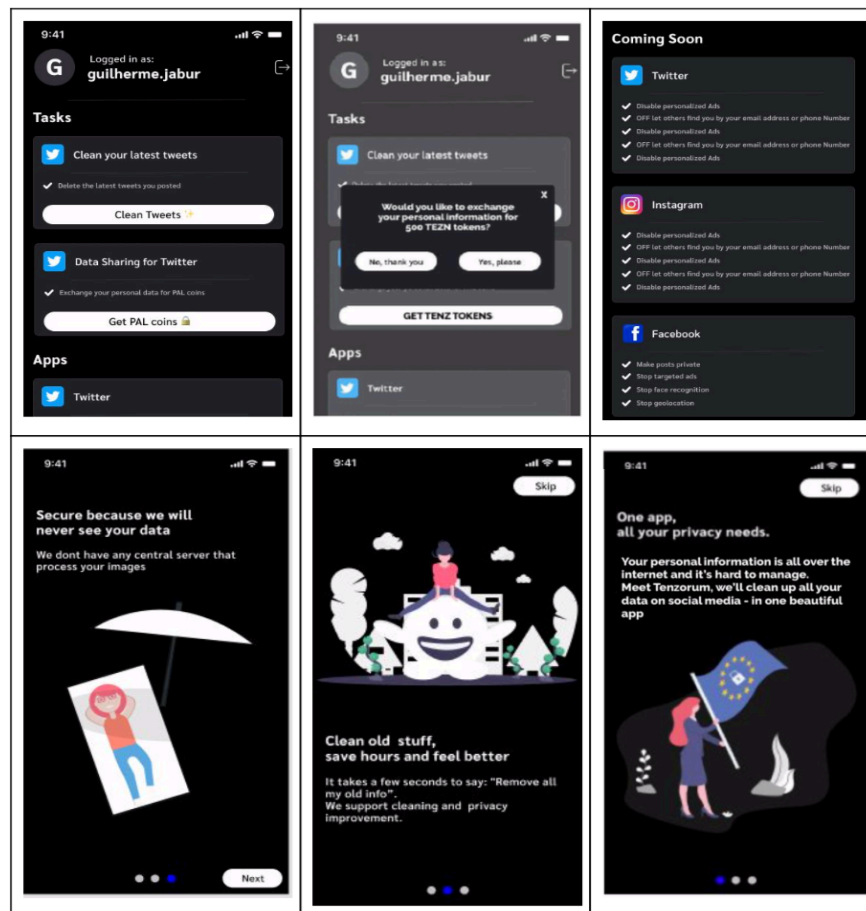 9:41
Logged in as:
G
guilherme.jabur
Tasks
Clean your latest tweets
Delete the latest tweets you posted
Clean Tweets ✨
Data Sharing for Twitter
Exchange your personal data for PAL coins
Get PAL coins 🔒
Apps
Twitter
9:41
Logged in as:
G
guilherme.jabur
Tasks
Clean your latest tweets
Delete the latest tweets you posted
X
Would you like to exchange
your personal information for
500 TEZN tokens?
No, thank you
Yes, please
GET TENZ TOKENS
Apps
Twitter
Coming Soon
Twitter
Disable personalized Ads
OFF let others find you by your email address or phone Number
Disable personalized Ads
OFF let others find you by your email address or phone Number
Disable personalized Ads
Instagram
Disable personalized Ads
OFF let others find you by your email address or phone Number
Disable personalized Ads
OFF let others find you by your email address or phone Number
Disable personalized Ads
Facebook
Make posts private
Stop targeted ads
Stop face recognition
Stop geolocation
9:41
Secure because we will
never see your data
We dont have any central server that
process your images
Next
9:41
Skip
Clean old stuff,
save hours and feel better
It takes a few seconds to say: “Remove all
my old info”.
We support cleaning and privacy
improvement.
9:41
Skip
One app,
all your privacy needs.
Your personal information is all over the
internet and it's hard to manage.
Meet Tenzorum, we'll clean up all your
data on social media - in one beautiful
app